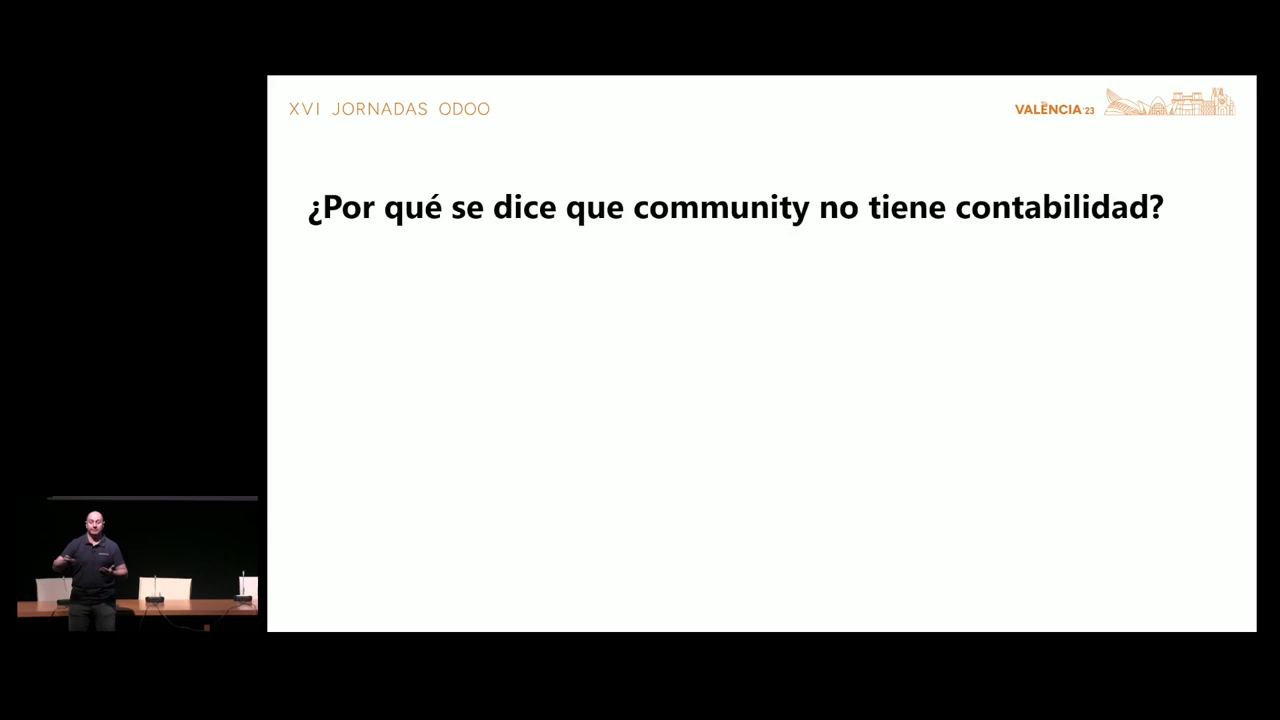 XVI JORNADAS ODOO
VALÈNCIA'23
¿Por qué se dice que community no tiene contabilidad?